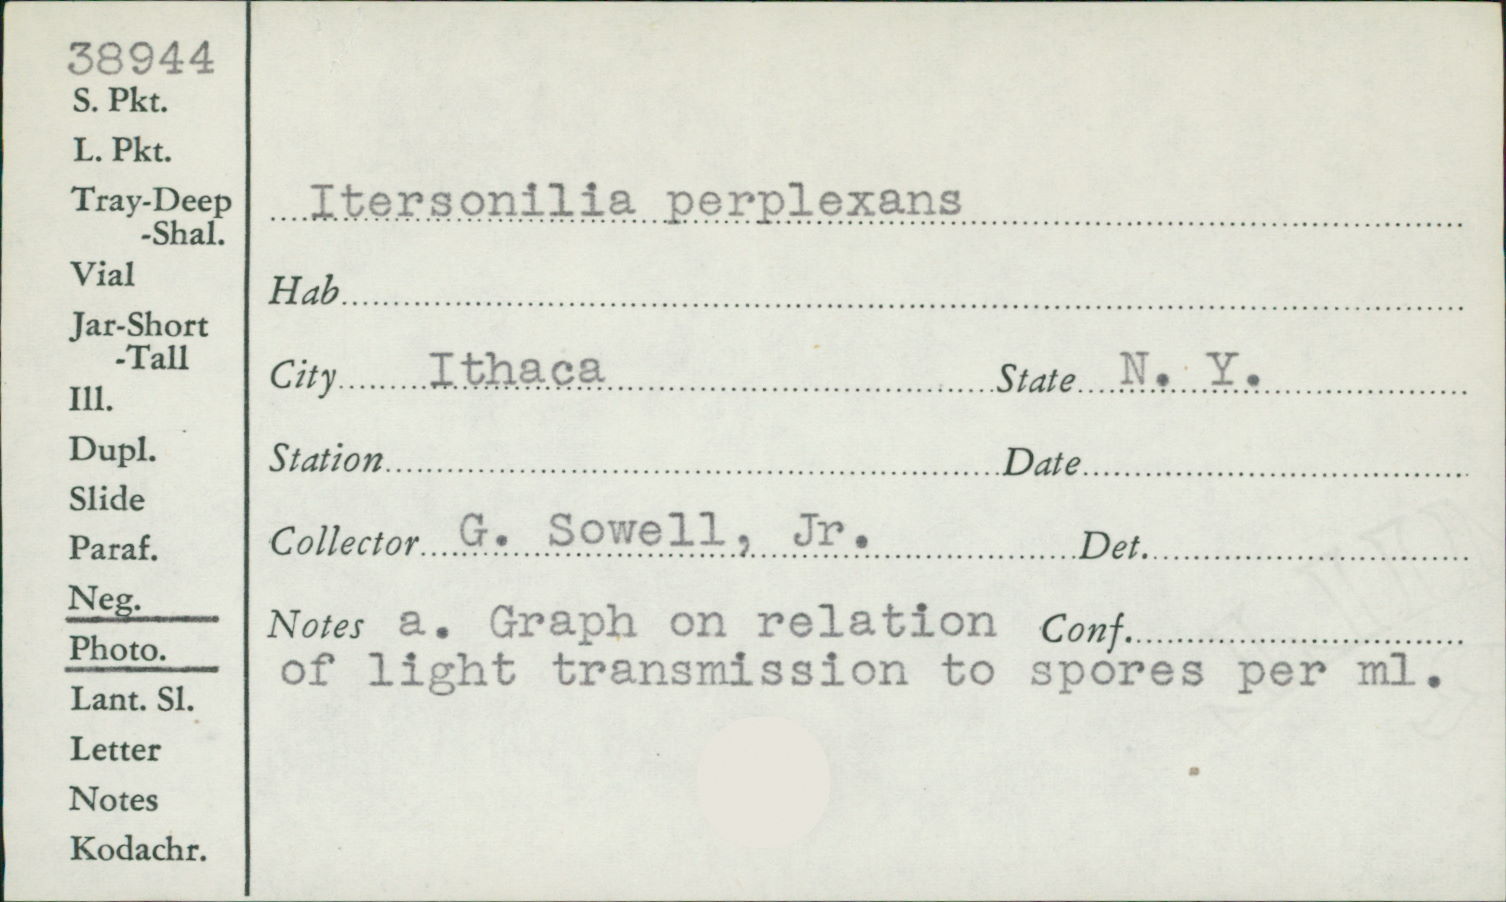 38944
S. Pkt.
L. Pkt.
Tray-Deep
-Shal.
Vial
Jar-Short
-Tall
Ill.
Dupl.
Slide
Paraf.
Neg.
Photo.
Lant. Sl.
Letter
Notes
Kodachr.
Itersonilia perplexans
Hab
City Ithaca State N. Y.
Station Date
Collector G. Sowell, Jr. Det.
Notes a. Graph on relation Conf.
of light transmission to spores per ml.